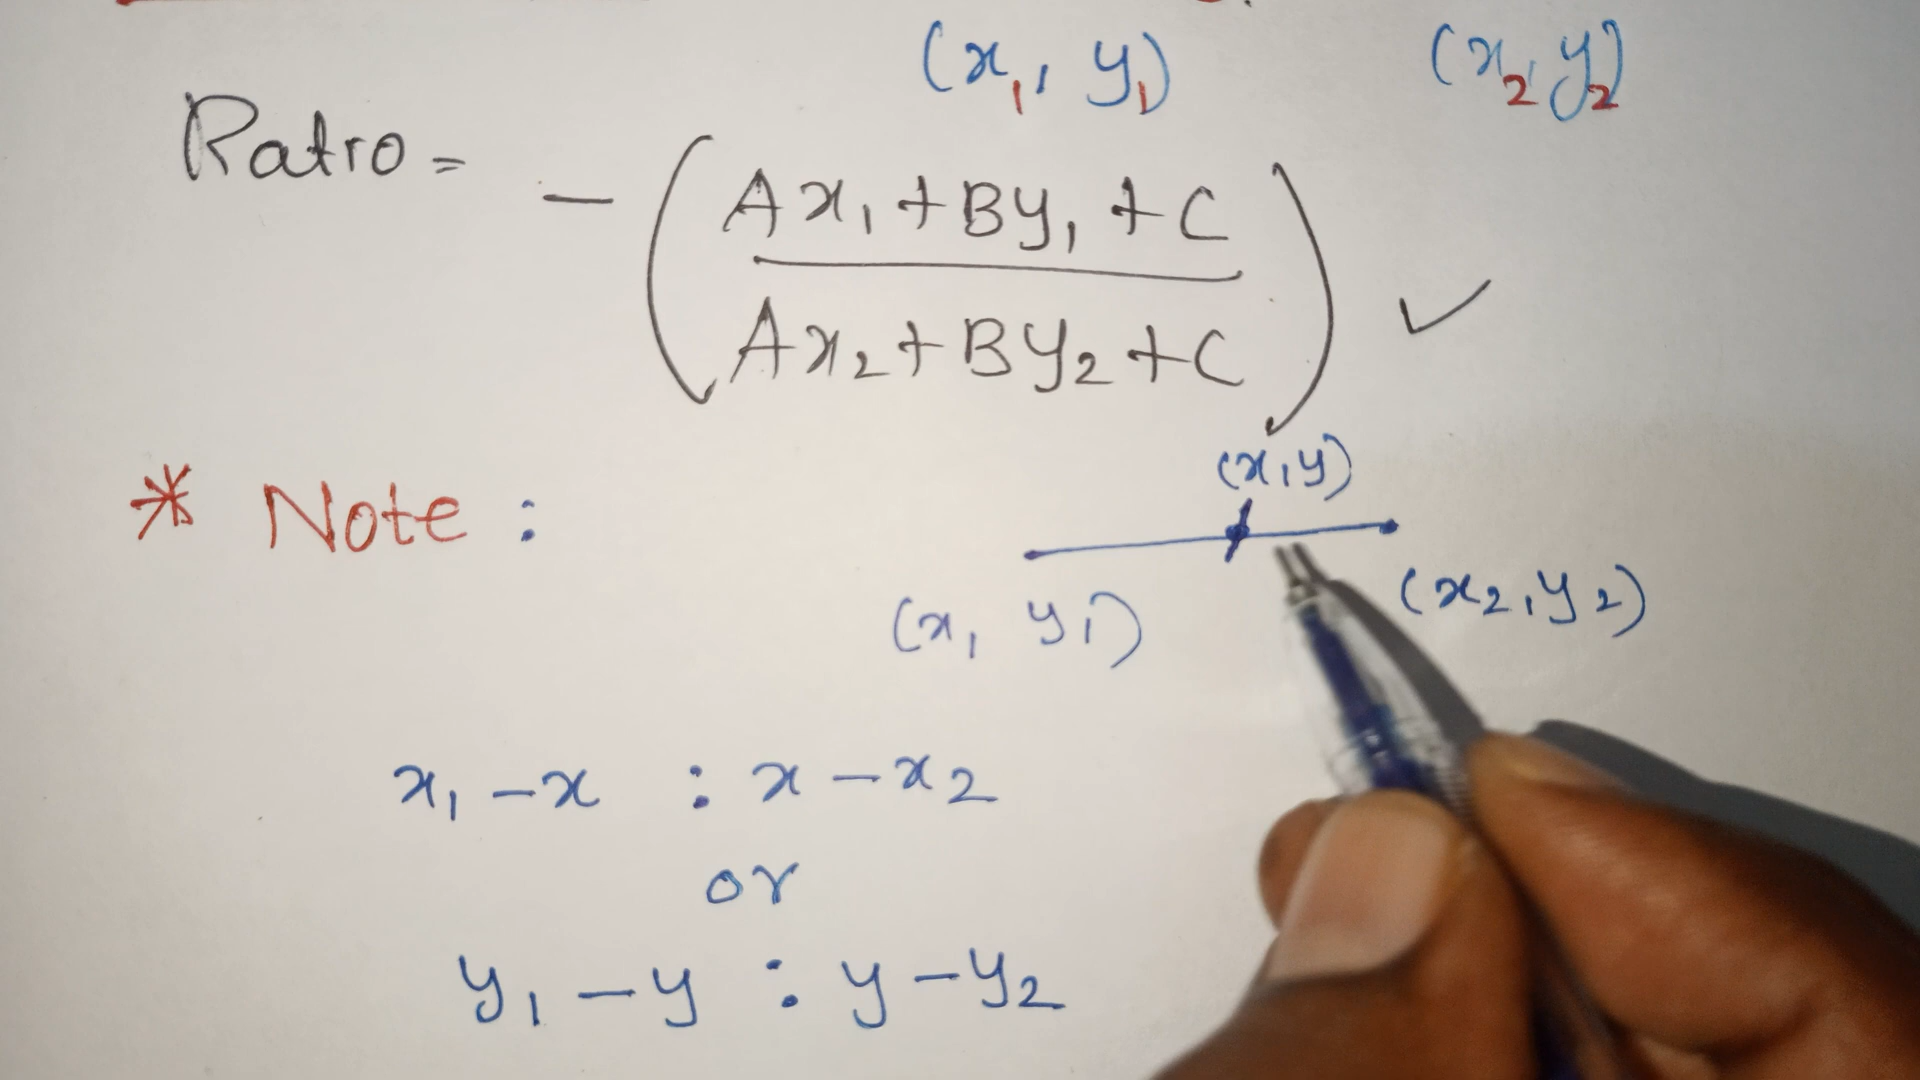 (x₁, y₁) (x₂, y₂)
Ratio = - (Ax₁ + By₁ + C / Ax₂ + By₂ + C) ✓
* Note :
(x, y)
(x₁ y₁) (x₂, y₂)
x₁ - x : x - x₂
or
y₁ - y : y - y₂